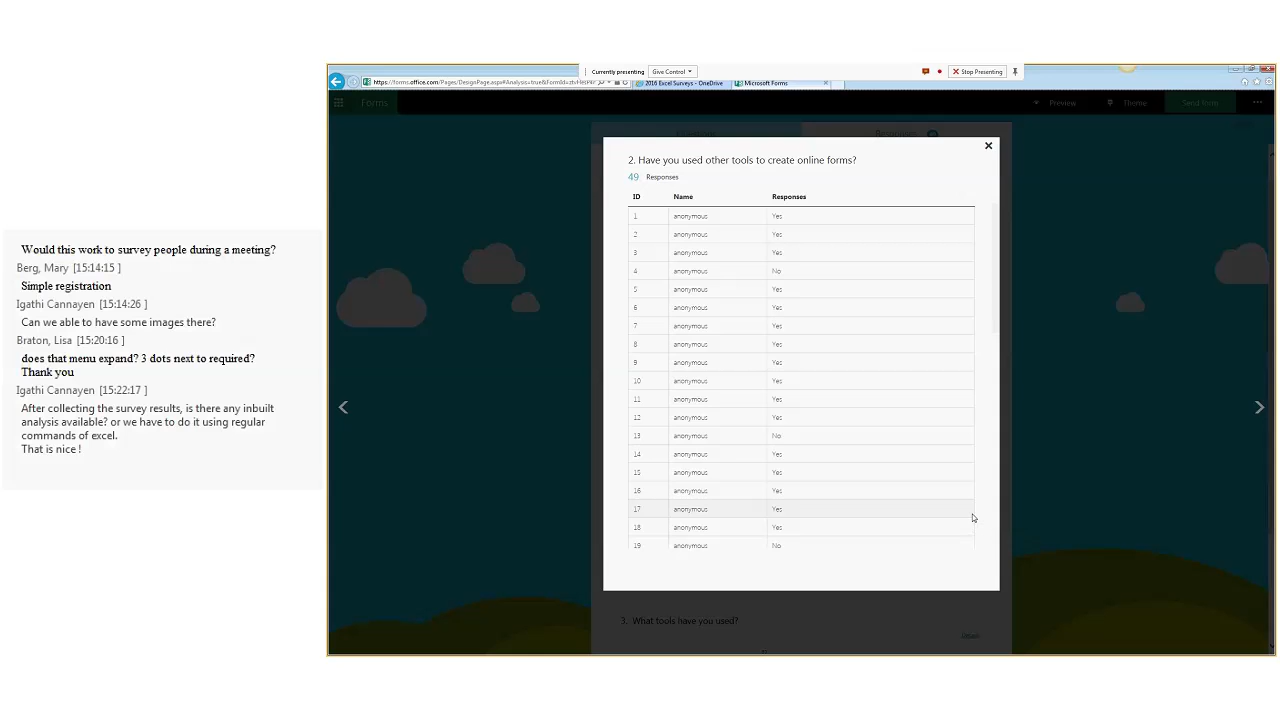 Would this work to survey people during a meeting?
Berg, Mary [15:14:15 ]
Simple registration
Igathi Cannayen [15:14:26 ]
Can we able to have some images there?
Braton, Lisa [15:20:16 ]
does that menu expand? 3 dots next to required?
Thank you
Igathi Cannayen [15:22:17 ]
After collecting the survey results, is there any inbuilt
analysis available? or we have to do it using regular
commands of excel.
That is nice !
Currently presenting
Give Control
Stop Presenting
2016 Excel Surveys - OneDrive
Microsoft Forms
Forms
Preview
Theme
Send form
Responses
2. Have you used other tools to create online forms?
49 Responses
ID Name Responses
1 anonymous Yes
2 anonymous Yes
3 anonymous Yes
4 anonymous No
5 anonymous Yes
6 anonymous Yes
7 anonymous Yes
8 anonymous Yes
9 anonymous Yes
10 anonymous Yes
11 anonymous Yes
12 anonymous Yes
13 anonymous No
14 anonymous Yes
15 anonymous Yes
16 anonymous Yes
17 anonymous Yes
18 anonymous Yes
19 anonymous No
3. What tools have you used?